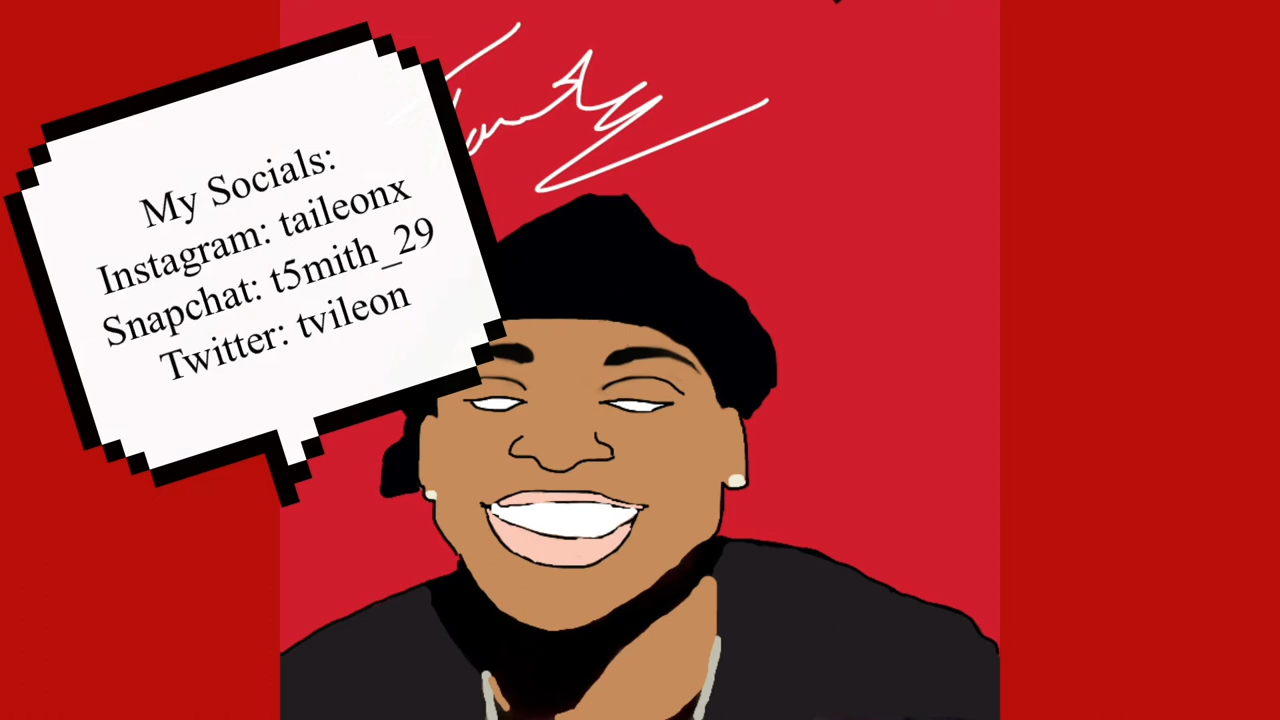 My Socials:
Instagram: taileonx
Snapchat: t5mith_29
Twitter: tvileon